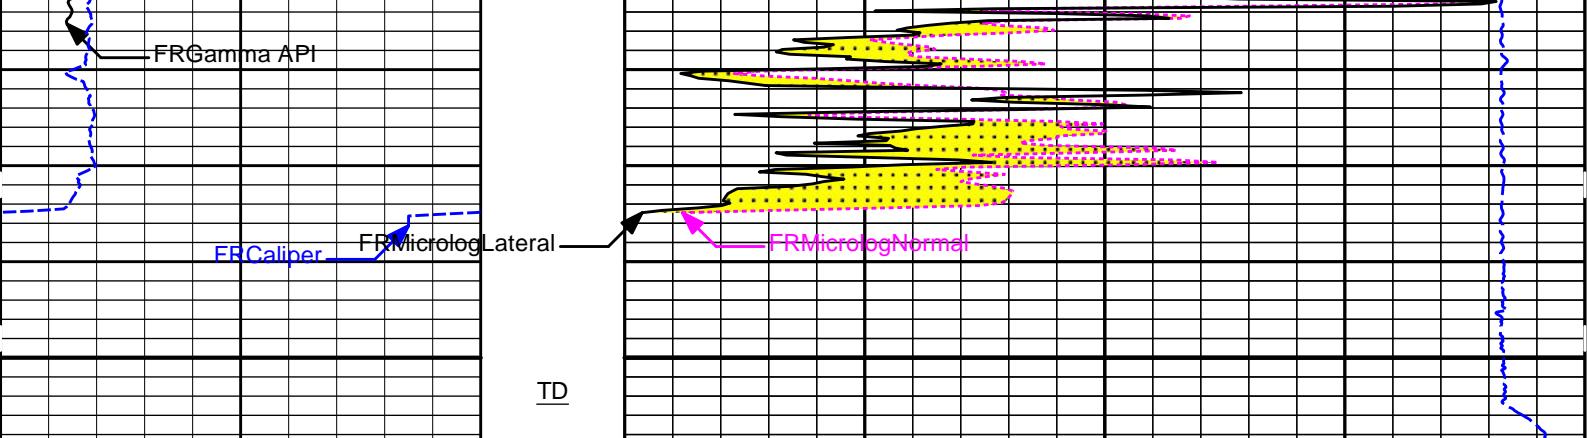 FRGamma API
FRMicrologLateral
FRMicrologNormal
FRCaliper
TD